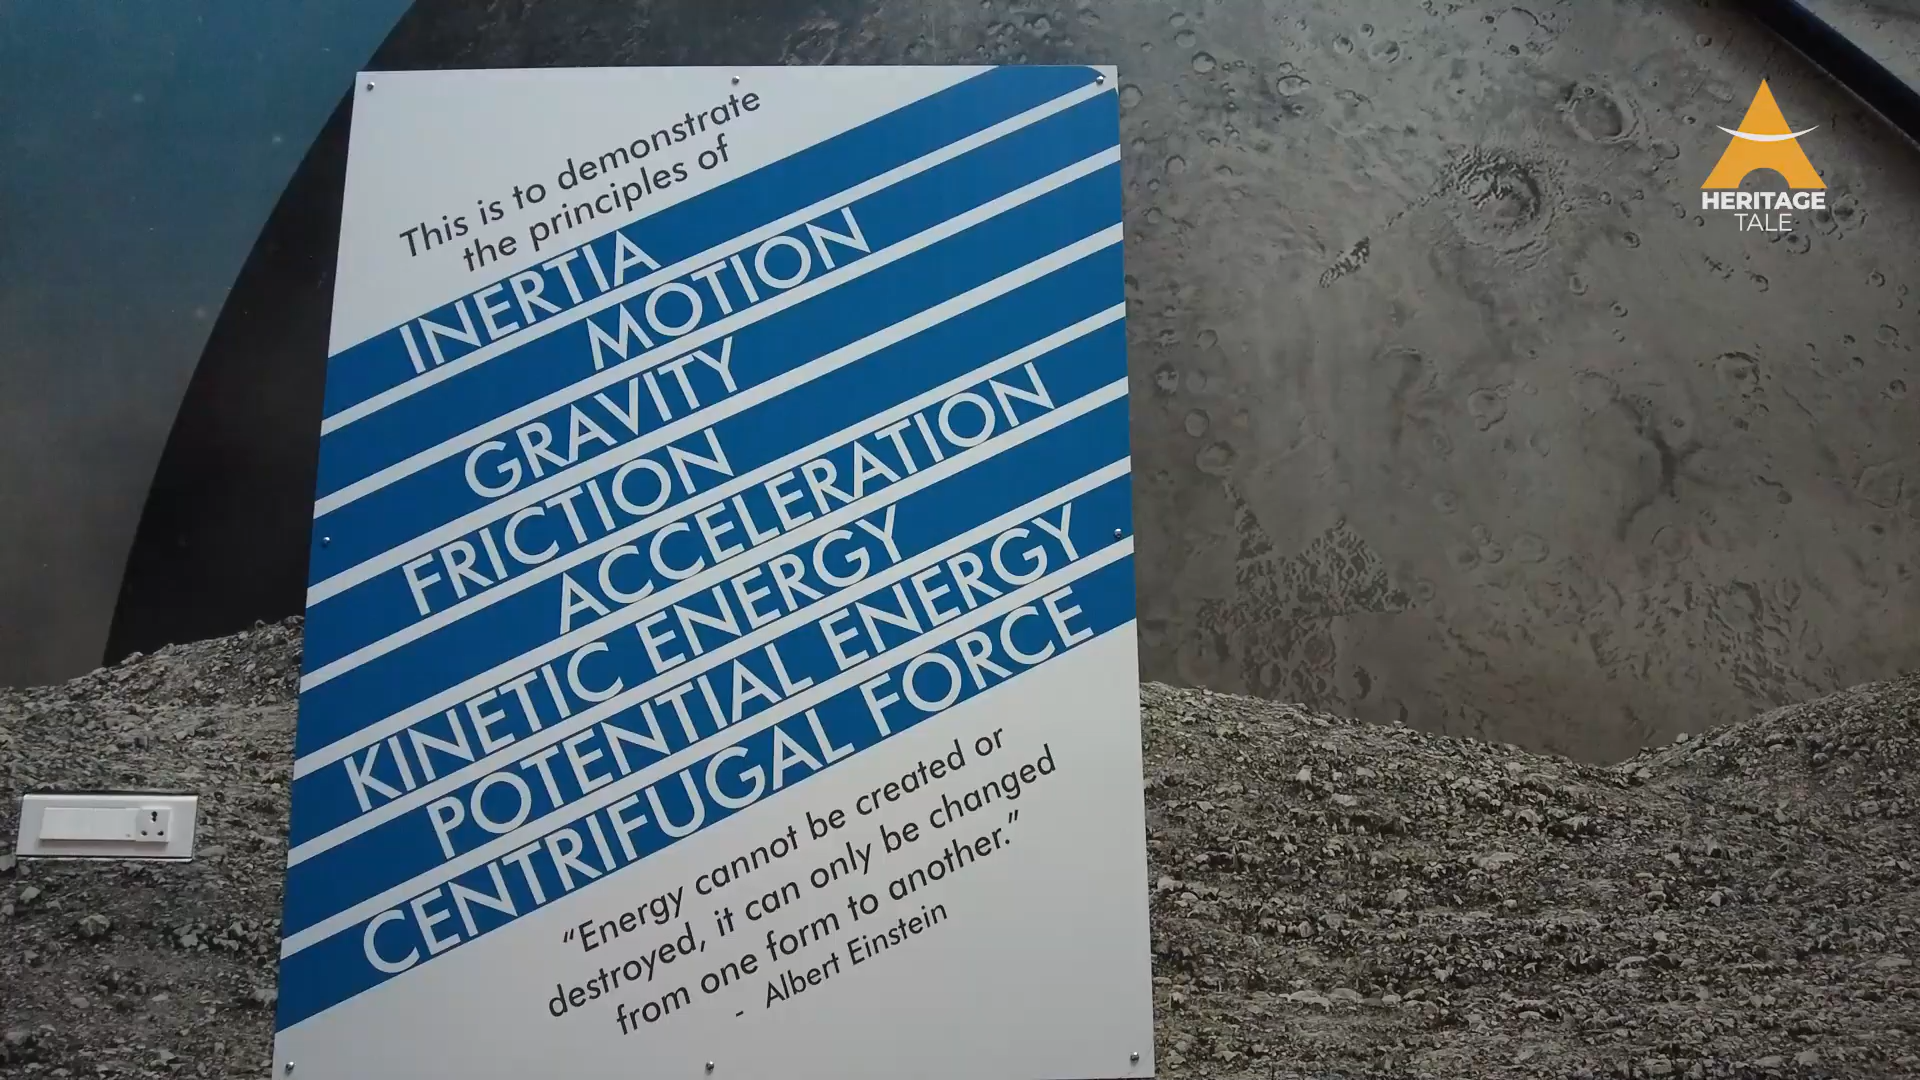 This is to demonstrate
the principles of
INERTIA
MOTION
GRAVITY
FRICTION
ACCELERATION
KINETIC ENERGY
POTENTIAL ENERGY
CENTRIFUGAL FORCE
“Energy cannot be created or
destroyed, it can only be changed
from one form to another.”
- Albert Einstein
HERITAGE
TALE